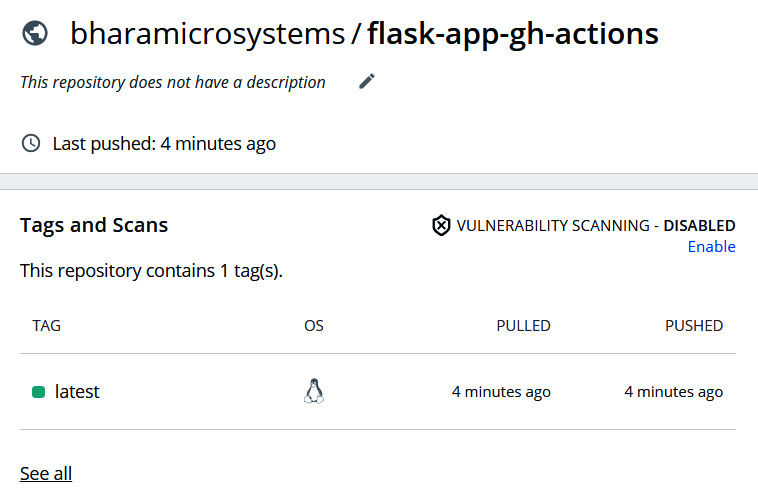 bharamicrosystems / flask-app-gh-actions
This repository does not have a description
Last pushed: 4 minutes ago
Tags and Scans
VULNERABILITY SCANNING - DISABLED
Enable
This repository contains 1 tag(s).
TAG OS PULLED PUSHED
latest 4 minutes ago 4 minutes ago
See all